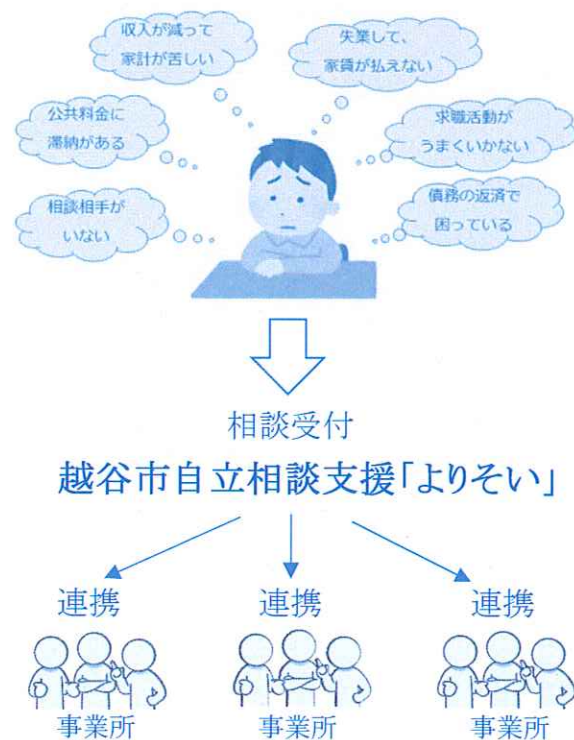 収入が減って
家計が苦しい
失業して、
家賃が払えない
公共料金に
滞納がある
求職活動が
うまくいかない
相談相手が
いない
債務の返済で
困っている
相談受付
越谷市自立相談支援「よりそい」
連携
連携
連携
事業所
事業所
事業所